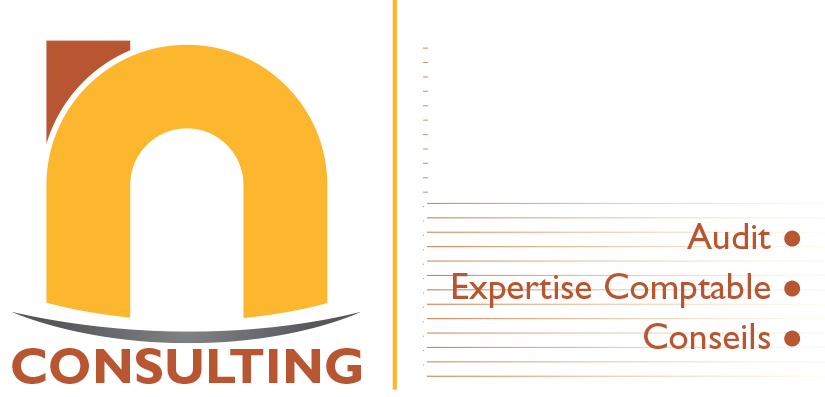 n
CONSULTING
Audit
Expertise Comptable
Conseils